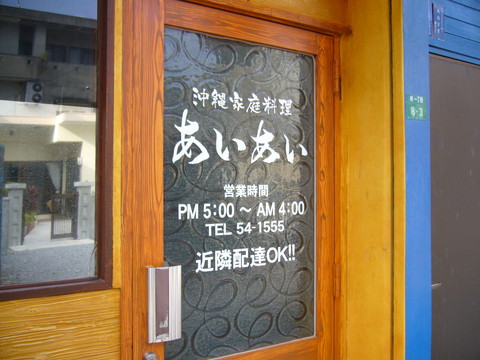 沖縄家庭料理
あいあい
営業時間
PM 5:00 ～ AM 4:00
TEL 54-1555
近隣配達OK!!